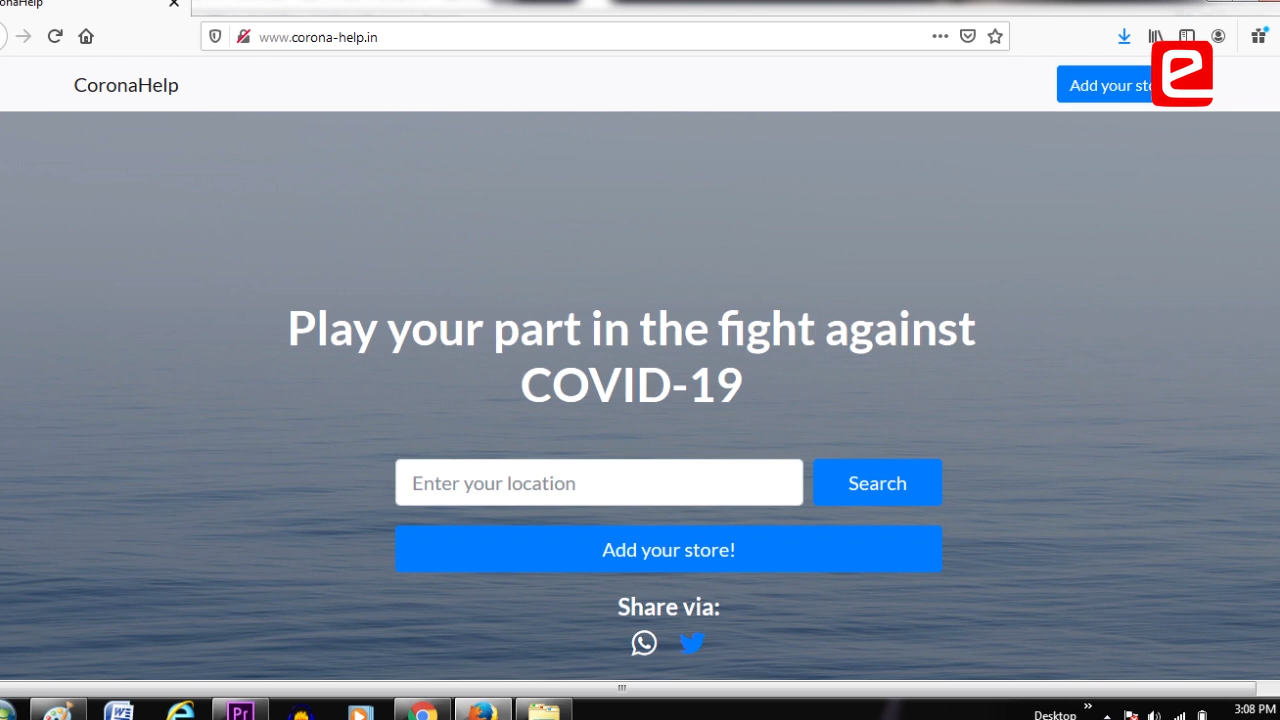 onaHelp
www.corona-help.in
CoronaHelp
Add your sto
e
Play your part in the fight against
COVID-19
Enter your location
Search
Add your store!
Share via:
Pr
Desktop
3:08 PM